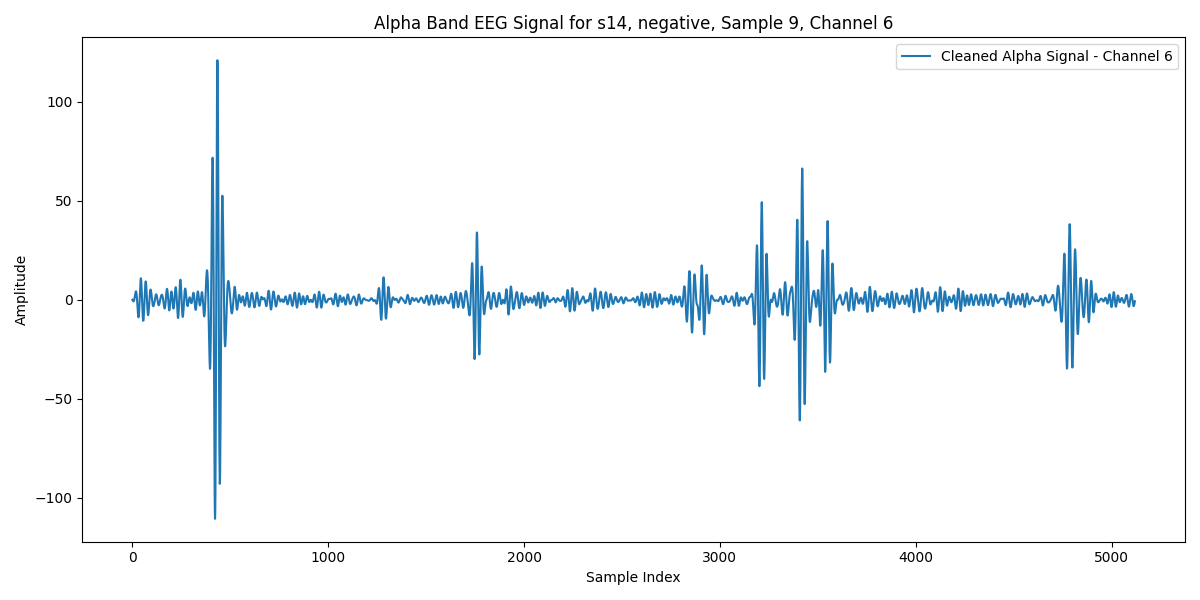 Alpha Band EEG Signal for s14, negative, Sample 9, Channel 6
Cleaned Alpha Signal - Channel 6
Amplitude
100
50
0
−50
−100
0 1000 2000 3000 4000 5000
Sample Index